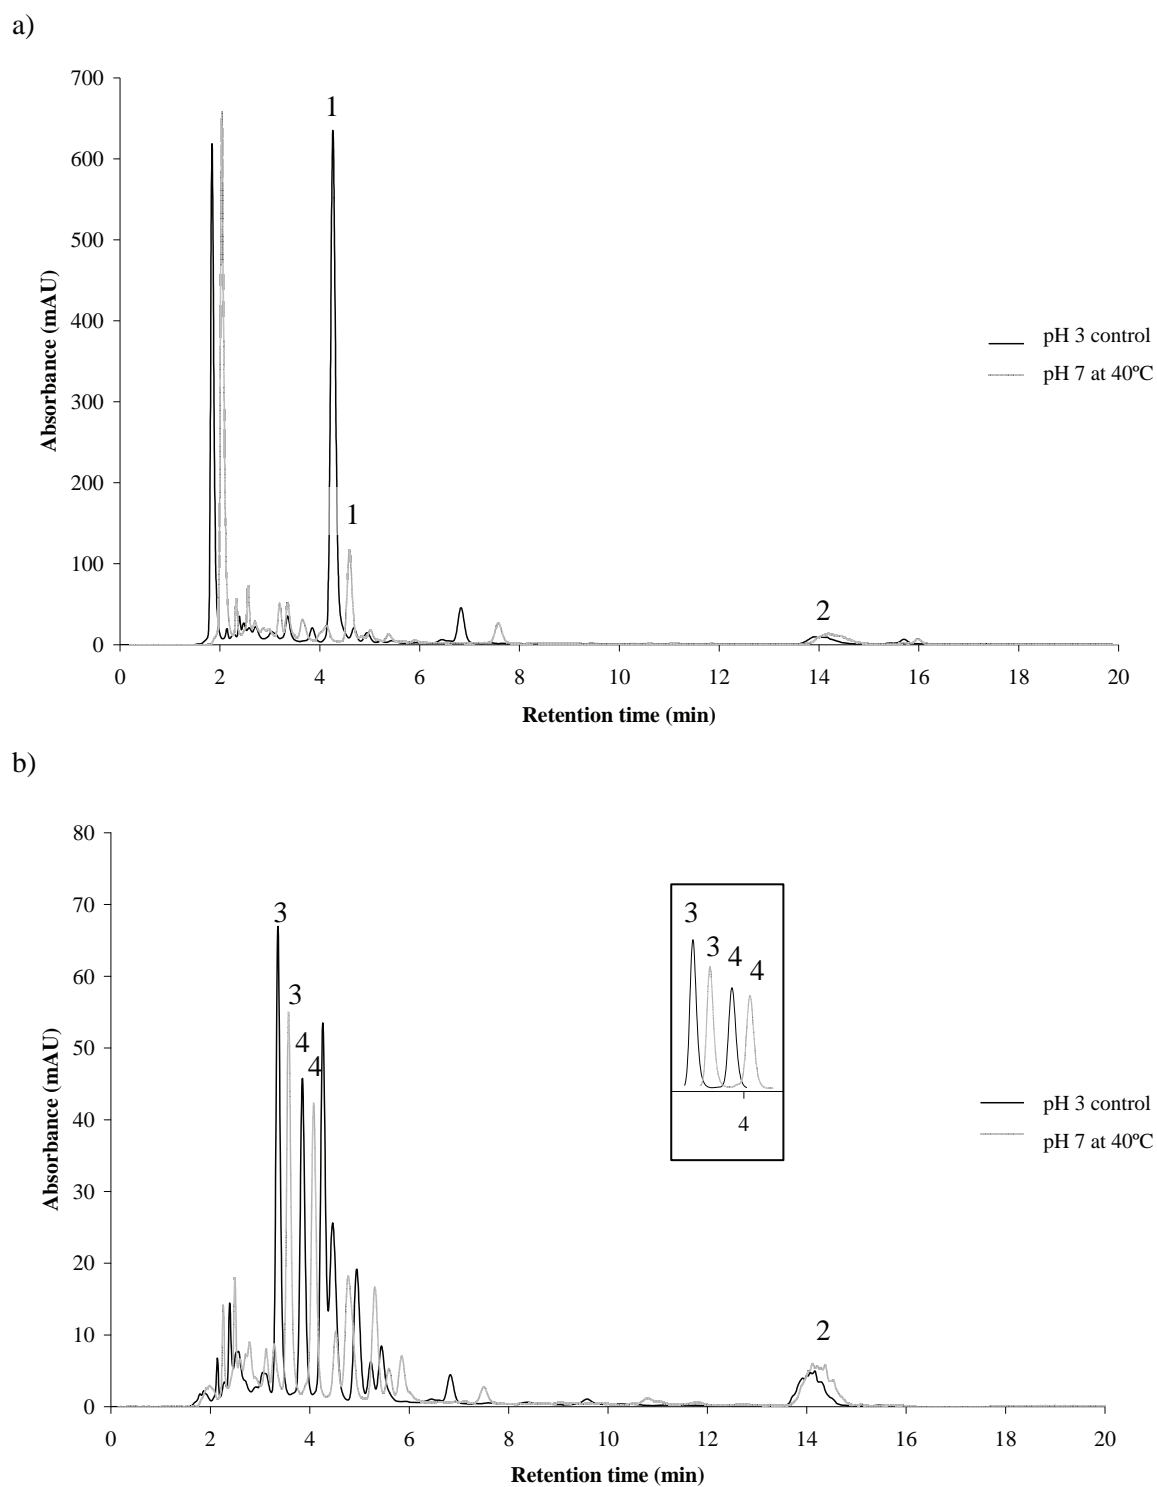 a)
700
600
500
400
300
200
100
0
Absorbance (mAU)
1
1
2
pH 3 control
pH 7 at 40ºC
0 2 4 6 8 10 12 14 16 18 20
Retention time (min)
b)
80
70
60
50
40
30
20
10
0
Absorbance (mAU)
3
3
4
4
3
3
4
4
4
2
pH 3 control
pH 7 at 40ºC
0 2 4 6 8 10 12 14 16 18 20
Retention time (min)